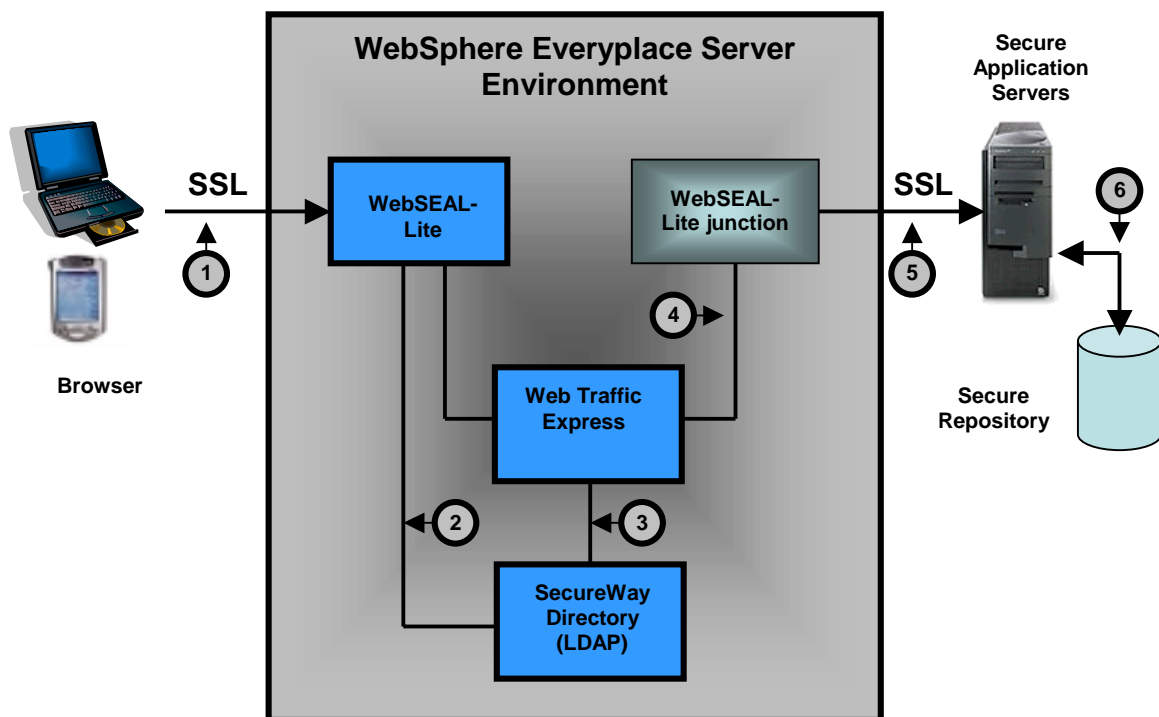 WebSphere Everyplace Server
Environment
Secure
Application
Servers
SSL
WebSEAL-
Lite
WebSEAL-
Lite junction
SSL
1
4
5
6
Browser
Web Traffic
Express
Secure
Repository
2
3
SecureWay
Directory
(LDAP)